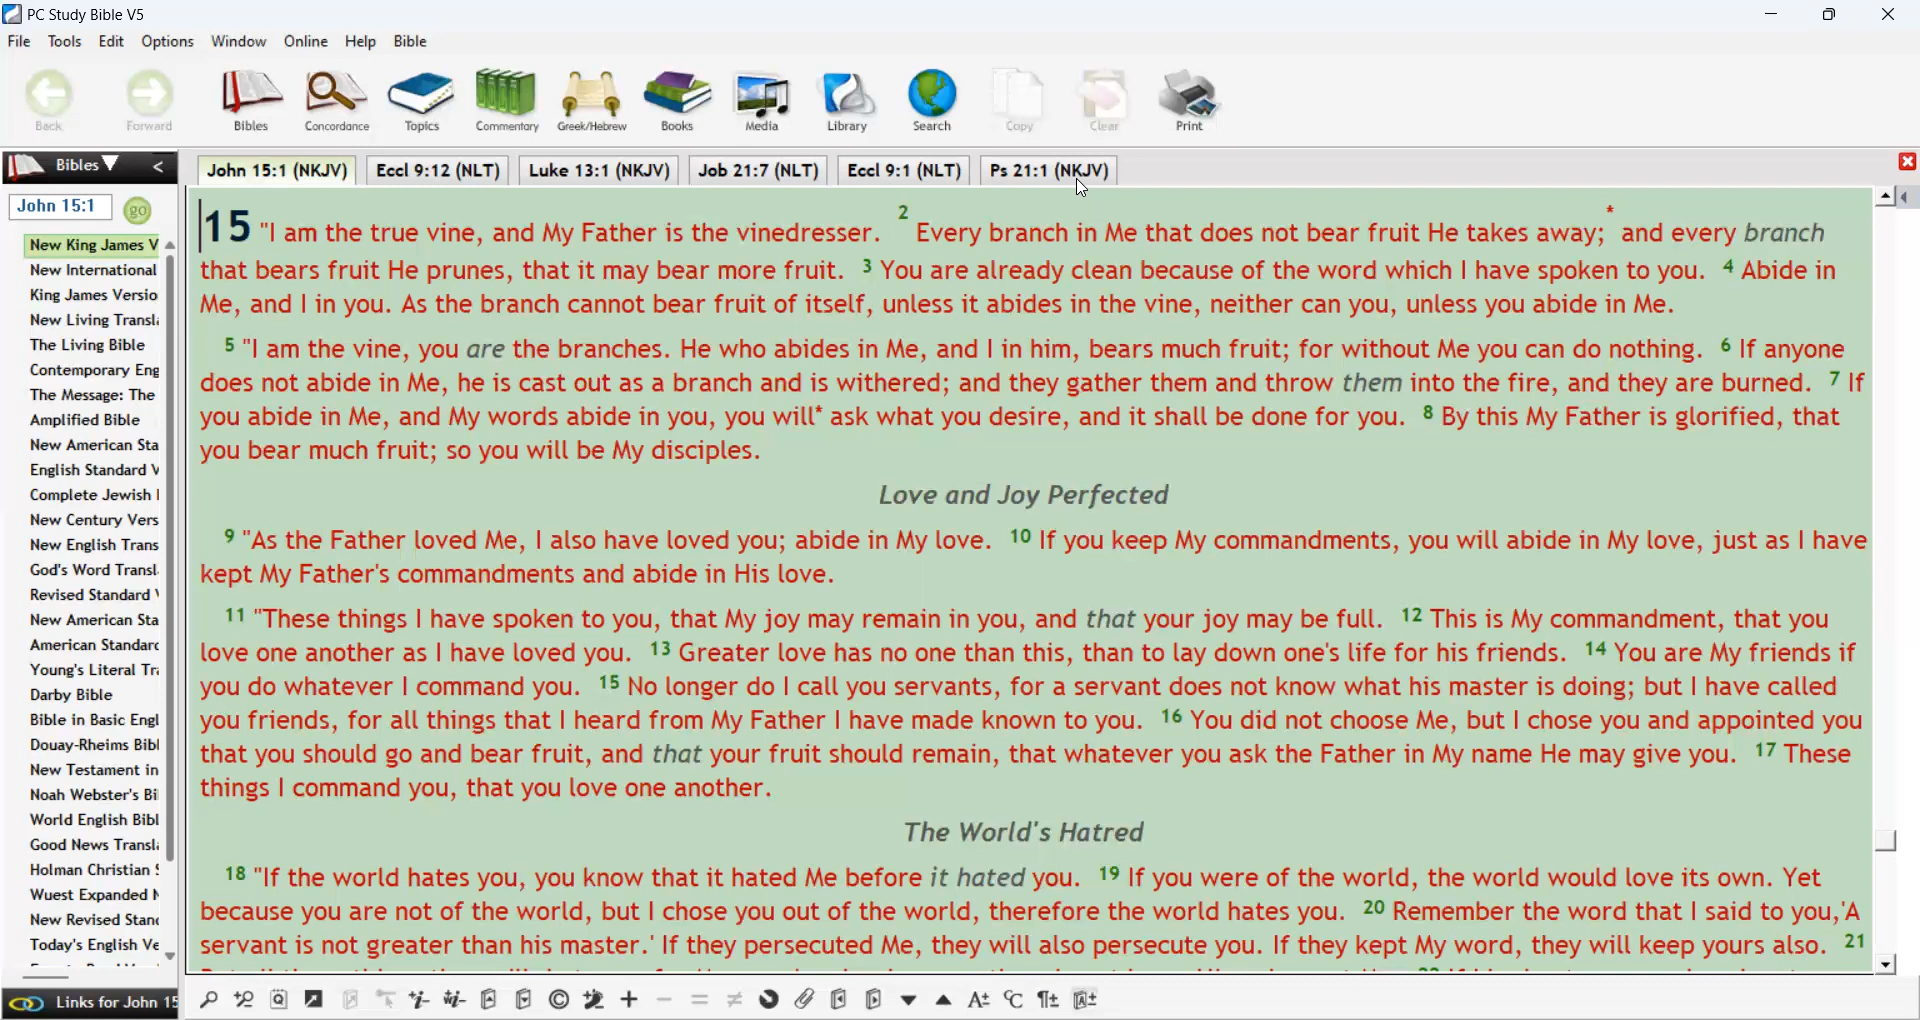 PC Study Bible V5
File Tools Edit Options Window Online Help Bible
Back Forward Bibles Concordance Topics Commentary Greek/Hebrew Books Media Library Search Copy Clear Print
Bibles
John 15:1 (NKJV) Eccl 9:12 (NLT) Luke 13:1 (NKJV) Job 21:7 (NLT) Eccl 9:1 (NLT) Ps 21:1 (NKJV)
John 15:1 go
New King James V
New International
King James Versio
New Living Transl
The Living Bible
Contemporary Eng
The Message: The
Amplified Bible
New American Sta
English Standard V
Complete Jewish
New Century Vers
New English Trans
God's Word Transl
Revised Standard
New American Sta
American Standard
Young's Literal Tra
Darby Bible
Bible in Basic Engl
Douay-Rheims Bibl
New Testament in
Noah Webster's Bi
World English Bibl
Good News Transl
Holman Christian S
Wuest Expanded N
New Revised Stand
Today's English Ve
Links for John 15
15 "I am the true vine, and My Father is the vinedresser. 2 Every branch in Me that does not bear fruit He takes away;* and every branch
that bears fruit He prunes, that it may bear more fruit. 3 You are already clean because of the word which I have spoken to you. 4 Abide in
Me, and I in you. As the branch cannot bear fruit of itself, unless it abides in the vine, neither can you, unless you abide in Me.
5 "I am the vine, you are the branches. He who abides in Me, and I in him, bears much fruit; for without Me you can do nothing. 6 If anyone
does not abide in Me, he is cast out as a branch and is withered; and they gather them and throw them into the fire, and they are burned. 7 If
you abide in Me, and My words abide in you, you will* ask what you desire, and it shall be done for you. 8 By this My Father is glorified, that
you bear much fruit; so you will be My disciples.
Love and Joy Perfected
9 "As the Father loved Me, I also have loved you; abide in My love. 10 If you keep My commandments, you will abide in My love, just as I have
kept My Father's commandments and abide in His love.
11 "These things I have spoken to you, that My joy may remain in you, and that your joy may be full. 12 This is My commandment, that you
love one another as I have loved you. 13 Greater love has no one than this, than to lay down one's life for his friends. 14 You are My friends if
you do whatever I command you. 15 No longer do I call you servants, for a servant does not know what his master is doing; but I have called
you friends, for all things that I heard from My Father I have made known to you. 16 You did not choose Me, but I chose you and appointed you
that you should go and bear fruit, and that your fruit should remain, that whatever you ask the Father in My name He may give you. 17 These
things I command you, that you love one another.
The World's Hatred
18 "If the world hates you, you know that it hated Me before it hated you. 19 If you were of the world, the world would love its own. Yet
because you are not of the world, but I chose you out of the world, therefore the world hates you. 20 Remember the word that I said to you,'A
servant is not greater than his master.' If they persecuted Me, they will also persecute you. If they kept My word, they will keep yours also. 21